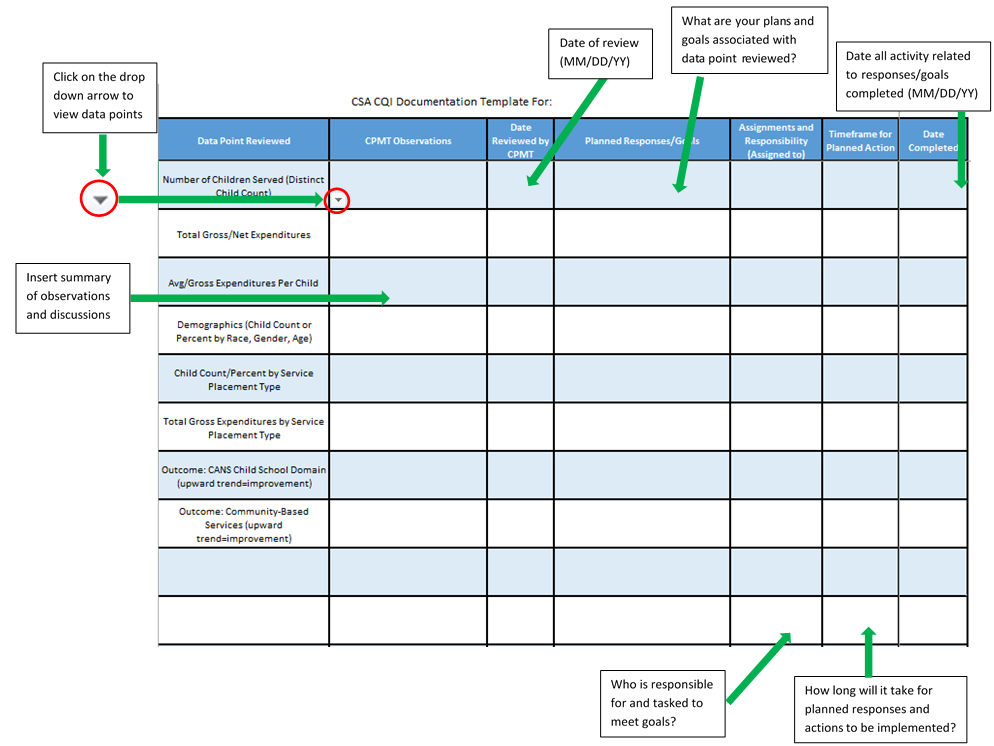 What are your plans and
goals associated with
data point reviewed?
Date of review
(MM/DD/YY)
Date all activity related
to responses/goals
completed (MM/DD/YY)
Click on the drop
down arrow to
view data points
CSA CQI Documentation Template For:
Data Point Reviewed
CPMT Observations
Date
Reviewed by
CPMT
Planned Responses/Goals
Assignments and
Responsibility
(Assigned to)
Timeframe for
Planned Action
Date
Completed
Number of Children Served (Distinct
Child Count)
Total Gross/Net Expenditures
Insert summary
of observations
and discussions
Avg/Gross Expenditures Per Child
Demographics (Child Count or
Percent by Race, Gender, Age)
Child Count/Percent by Service
Placement Type
Total Gross Expenditures by Service
Placement Type
Outcome: CANS Child School Domain
(upward trend=improvement)
Outcome: Community-Based
Services (upward
trend=improvement)
Who is responsible
for and tasked to
meet goals?
How long will it take for
planned responses and
actions to be implemented?